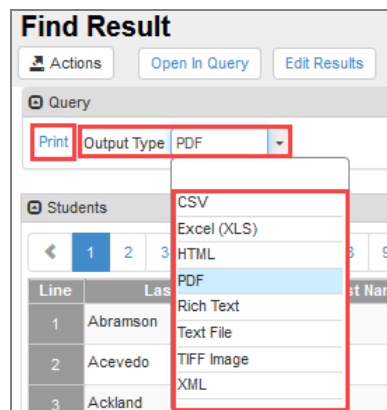 Find Result
Actions Open In Query Edit Results
Query
Print Output Type PDF
CSV
Students
Excel (XLS)
1 2 3 HTML 8 9
PDF
Line Las st Nar
Rich Text
1 Abramson
Text File
2 Acevedo TIFF Image
XML
3 Ackland